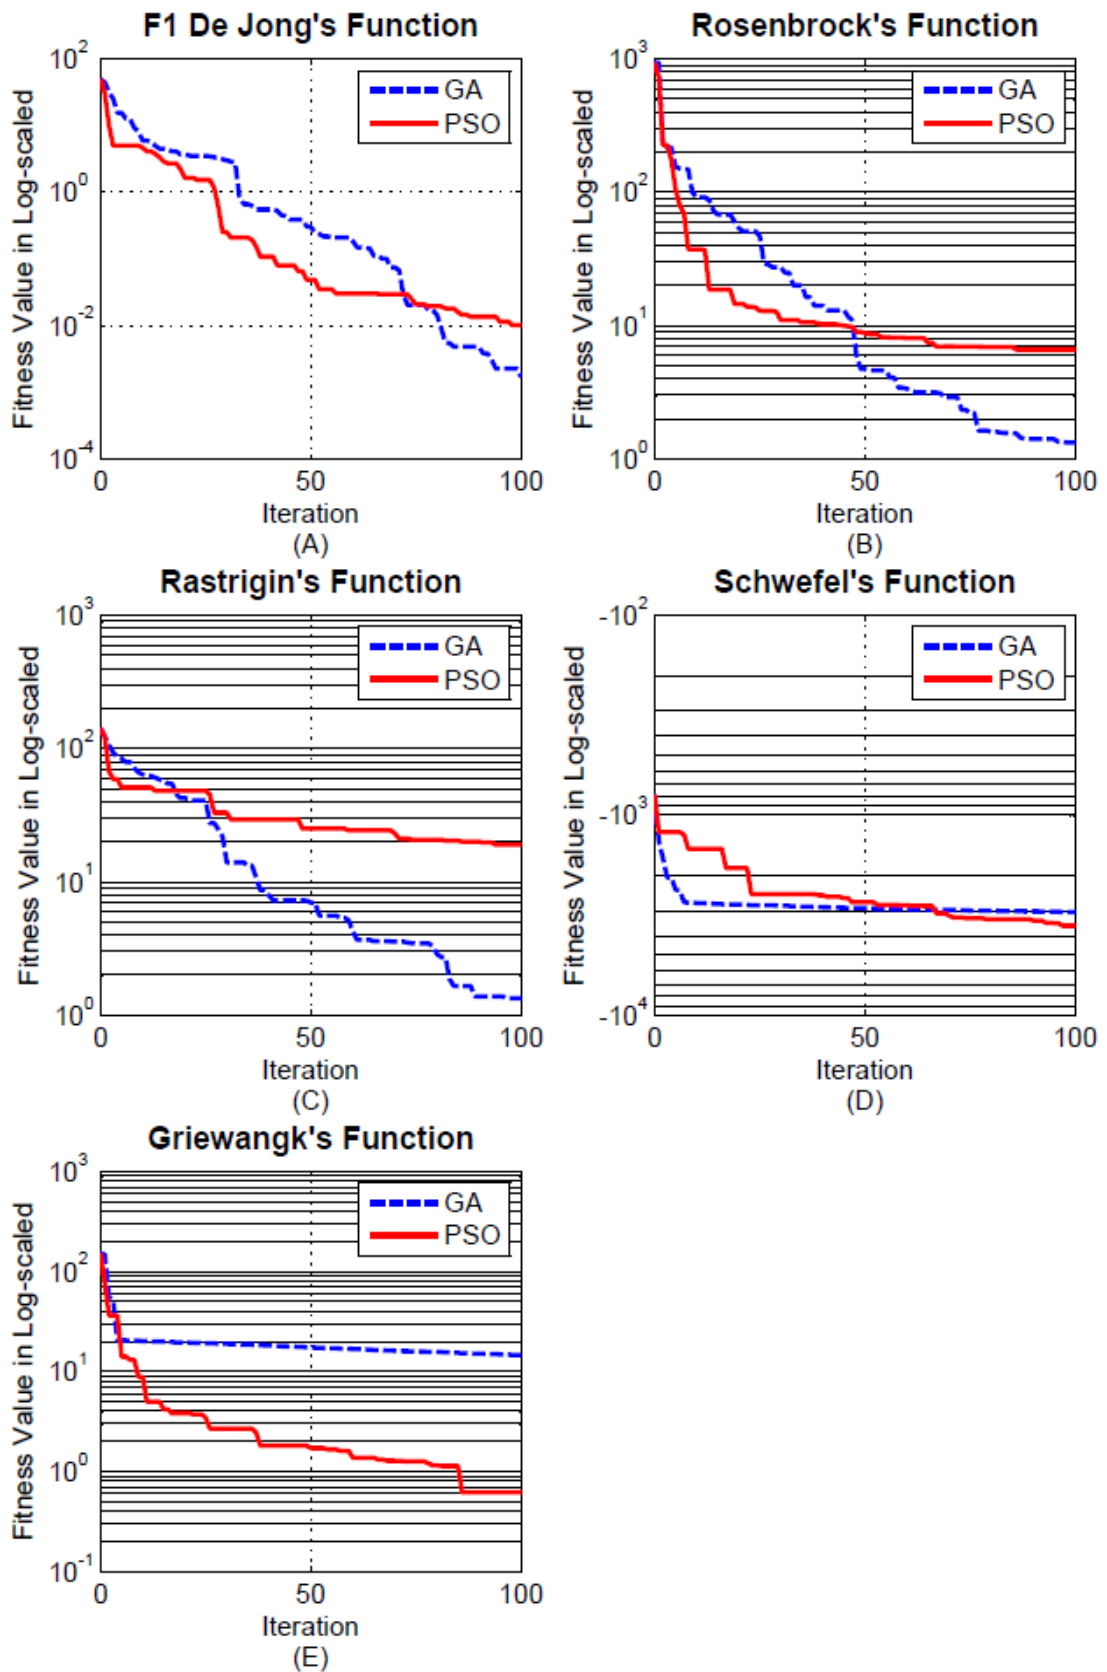 F1 De Jong's Function
Fitness Value in Log-scaled
10^2
10^0
10^-2
10^-4
GA
PSO
0
50
100
Iteration
(A)
Rosenbrock's Function
Fitness Value in Log-scaled
10^3
10^2
10^1
10^0
GA
PSO
0
50
100
Iteration
(B)
Rastrigin's Function
Fitness Value in Log-scaled
10^3
10^2
10^1
10^0
GA
PSO
0
50
100
Iteration
(C)
Schwefel's Function
Fitness Value in Log-scaled
-10^2
-10^3
-10^4
GA
PSO
0
50
100
Iteration
(D)
Griewangk's Function
Fitness Value in Log-scaled
10^3
10^2
10^1
10^0
10^-1
GA
PSO
0
50
100
Iteration
(E)